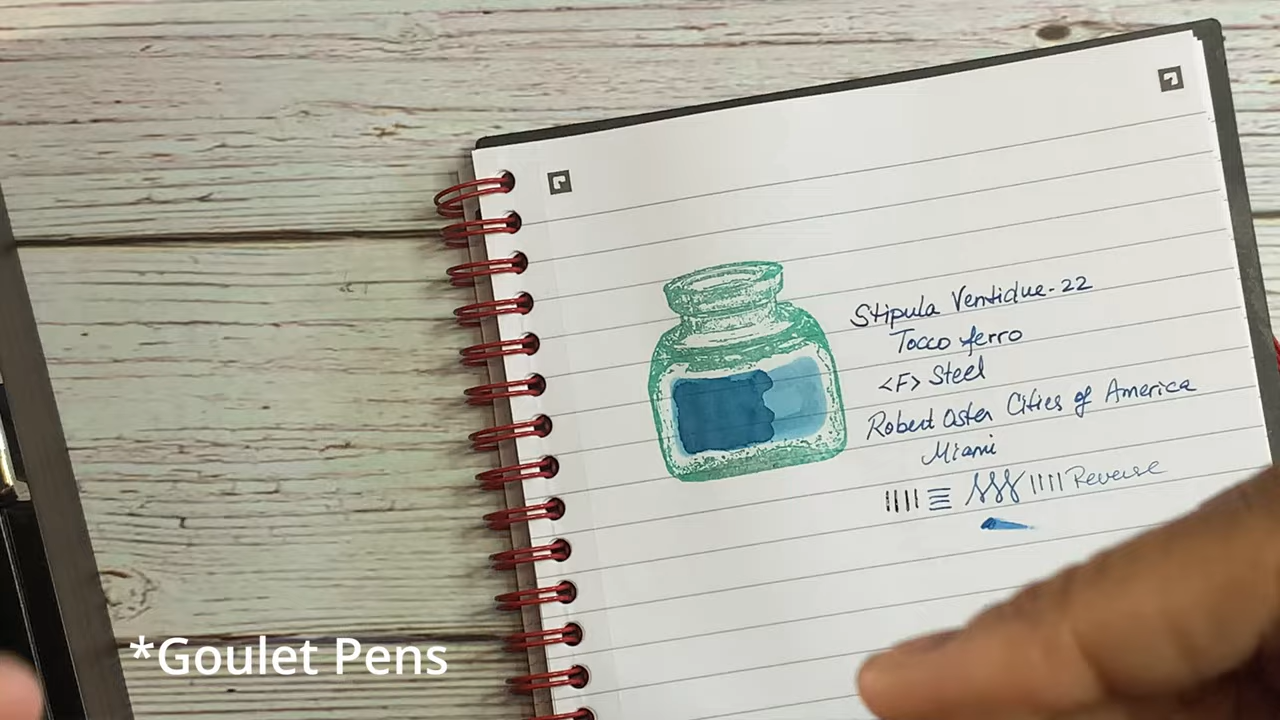 Stipula Ventidue-22
Tocco ferro
<F> Steel
Robert Oster Cities of America
Miami
Reverse
*Goulet Pens